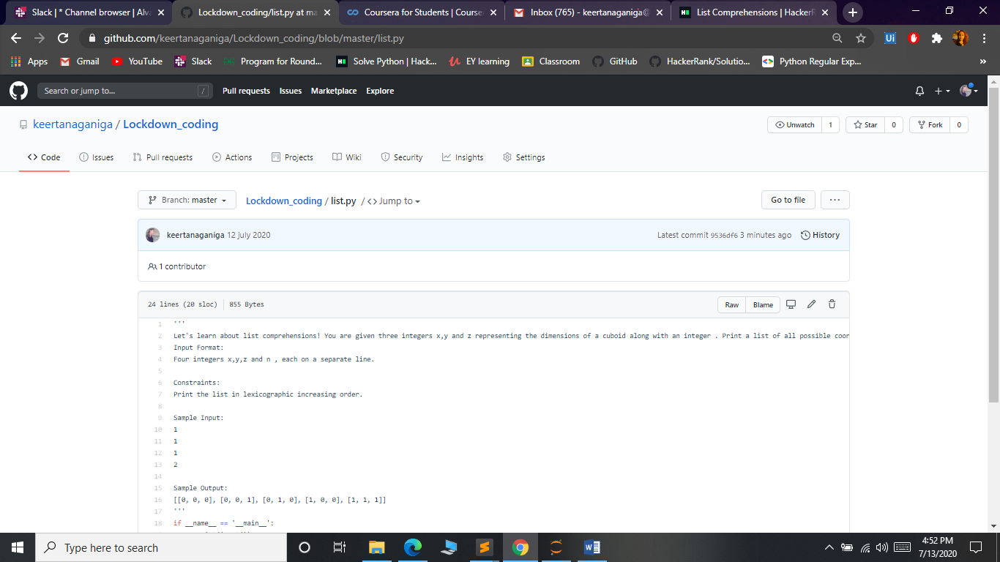 Slack | * Channel browser | Alva
Lockdown_coding/list.py at ma
Coursera for Students | Course
Inbox (765) - keertanaganiga@
List Comprehensions | HackerR
github.com/keertanaganiga/Lockdown_coding/blob/master/list.py
Apps Gmail YouTube Slack Program for Round... Solve Python | Hack... EY learning Classroom GitHub HackerRank/Solutio... Python Regular Exp... »
Search or jump to... / Pull requests Issues Marketplace Explore
keertanaganiga / Lockdown_coding
Unwatch 1 Star 0 Fork 0
Code Issues Pull requests Actions Projects Wiki Security Insights Settings
Branch: master Lockdown_coding / list.py / <> Jump to Go to file ...
keertanaganiga 12 july 2020 Latest commit 9536df6 3 minutes ago History
1 contributor
24 lines (20 sloc) 855 Bytes Raw Blame
1 '''
2 Let's learn about list comprehensions! You are given three integers x,y and z representing the dimensions of a cuboid along with an integer . Print a list of all possible coor
3 Input Format:
4 Four integers x,y,z and n , each on a separate line.
5
6 Constraints:
7 Print the list in lexicographic increasing order.
8
9 Sample Input:
10 1
11 1
12 1
13 2
14
15 Sample Output:
16 [[0, 0, 0], [0, 0, 1], [0, 1, 0], [1, 0, 0], [1, 1, 1]]
17 '''
18 if __name__ == '__main__':
Type here to search
4:52 PM
7/13/2020